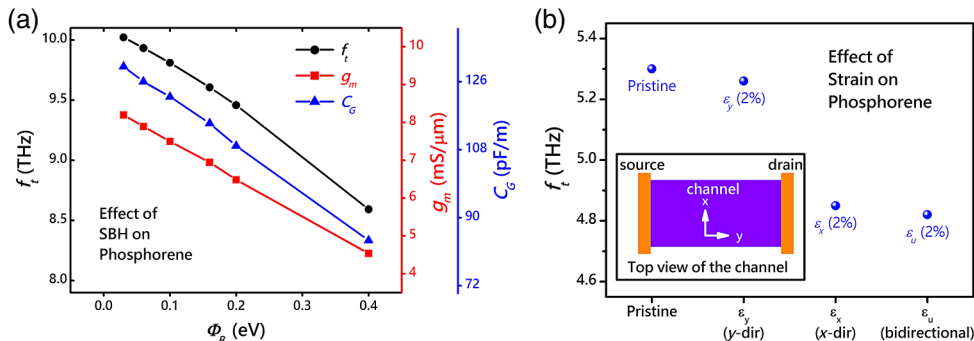 (a)
10.0
9.5
9.0
8.5
8.0
f_t (THz)
f_t
g_m
C_G
Effect of
SBH on
Phosphorene
0.0
0.1
0.2
0.3
0.4
Φ_B (eV)
10
9
8
7
6
5
4
g_m (mS/μm)
126
108
90
72
C_G (pF/m)
(b)
5.4
5.2
5.0
4.8
4.6
f_t (THz)
Pristine
ε_y (2%)
Effect of
Strain on
Phosphorene
source
drain
channel
x
y
Top view of the channel
ε_x (2%)
ε_u (2%)
Pristine
ε_y
(y-dir)
ε_x
(x-dir)
ε_u
(bidirectional)